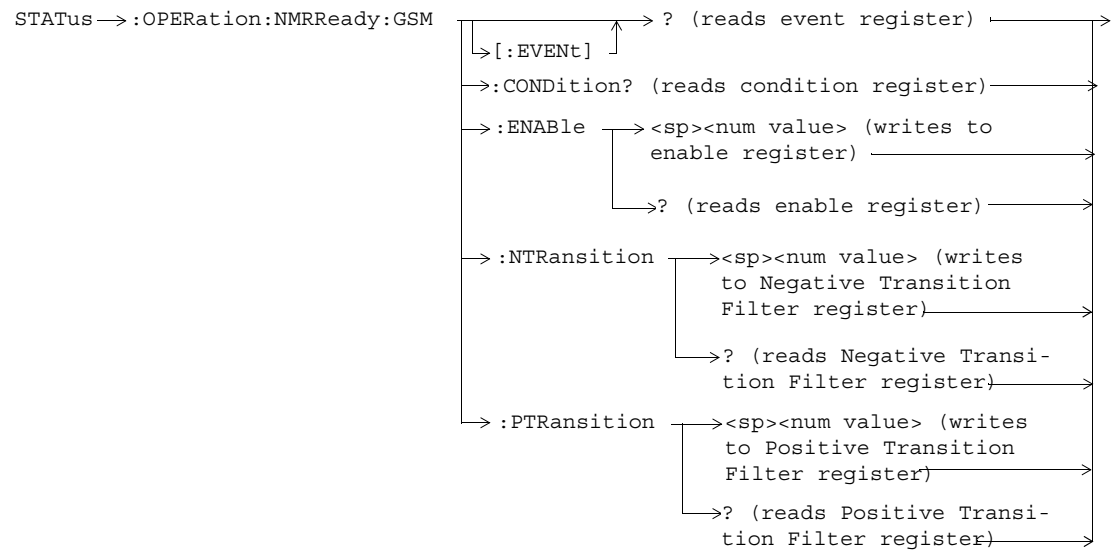 STATus :OPERation:NMRReady:GSM ? (reads event register)
[:EVENt]
:CONDition? (reads condition register)
:ENABle <sp><num value> (writes to
enable register)
? (reads enable register)
:NTRansition <sp><num value> (writes
to Negative Transition
Filter register)
? (reads Negative Transi-
tion Filter register)
:PTRansition <sp><num value> (writes
to Positive Transition
Filter register)
? (reads Positive Transi-
tion Filter register)